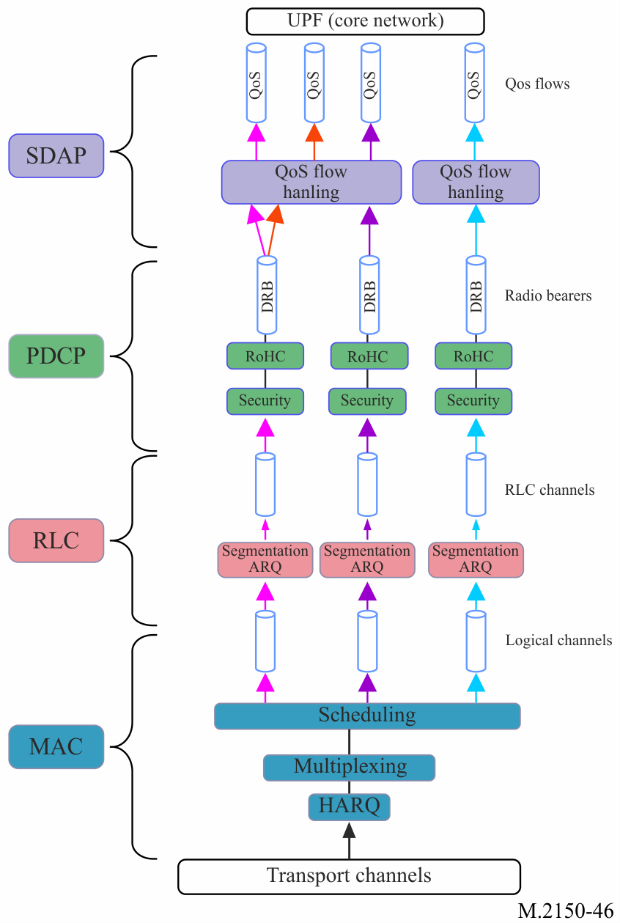 UPF (core network)
QoS
QoS
QoS
QoS
Qos flows
SDAP
QoS flow
hanling
QoS flow
hanling
DRB
DRB
DRB
Radio bearers
PDCP
RoHC
RoHC
RoHC
Security
Security
Security
RLC channels
RLC
Segmentation
ARQ
Segmentation
ARQ
Segmentation
ARQ
Logical channels
MAC
Scheduling
Multiplexing
HARQ
Transport channels
M.2150-46